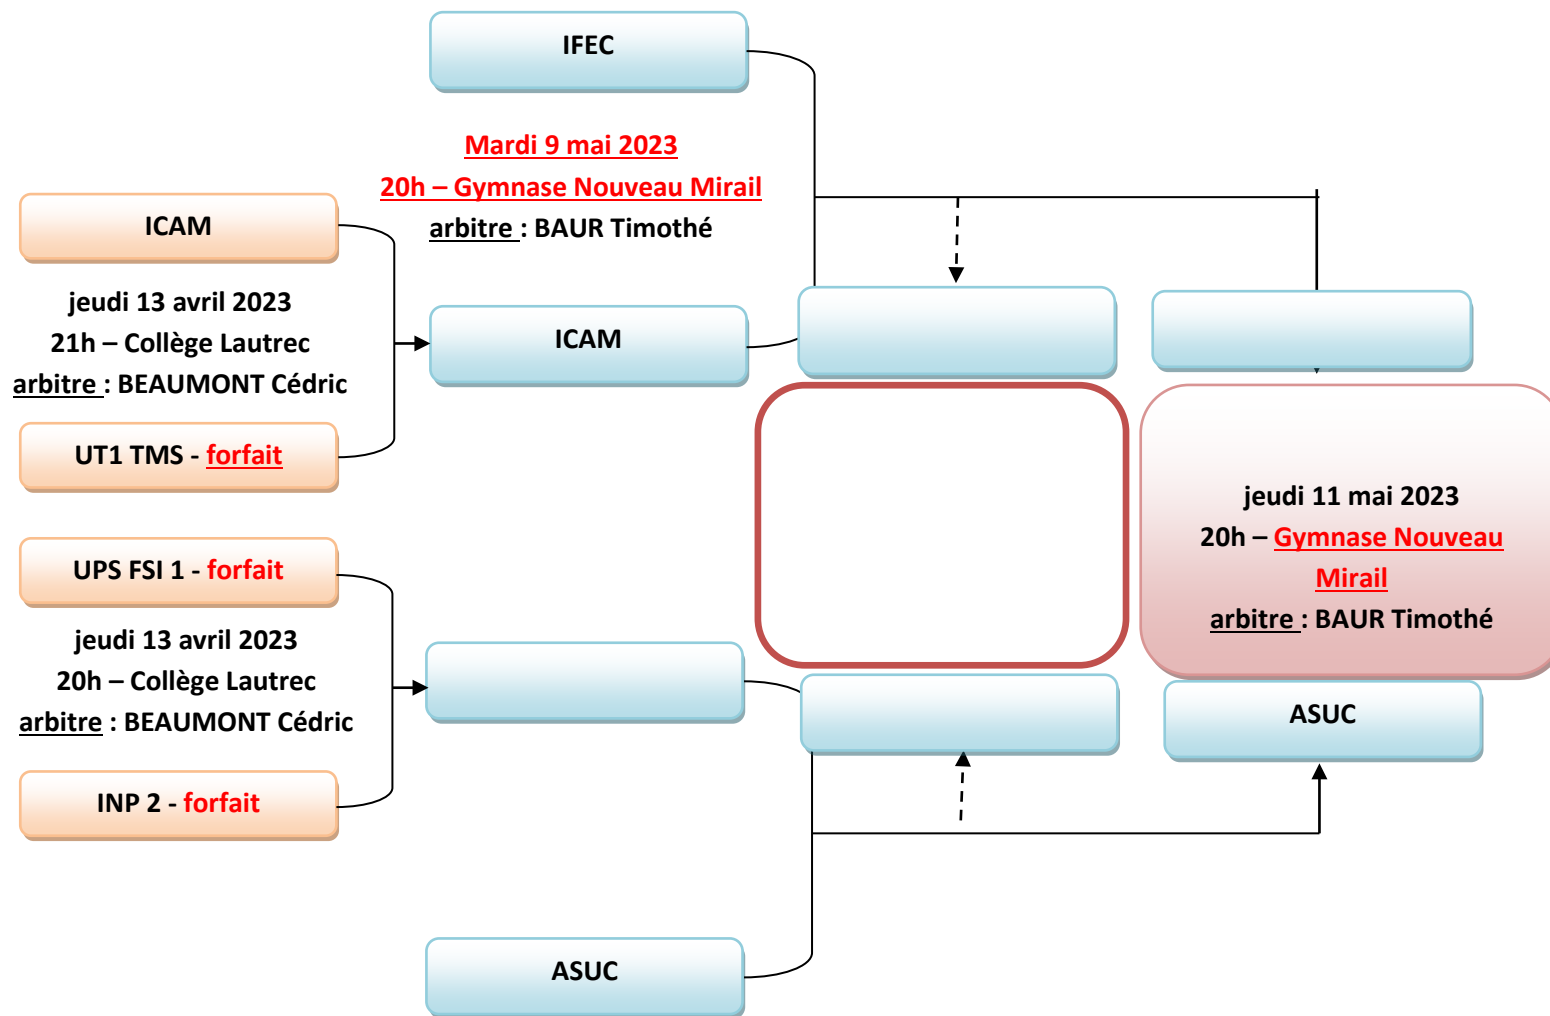 IFEC
Mardi 9 mai 2023
20h – Gymnase Nouveau Mirail
arbitre : BAUR Timothé
ICAM
jeudi 13 avril 2023
21h – Collège Lautrec
arbitre : BEAUMONT Cédric
UT1 TMS - forfait
ICAM
UPS FSI 1 - forfait
jeudi 13 avril 2023
20h – Collège Lautrec
arbitre : BEAUMONT Cédric
INP 2 - forfait
jeudi 11 mai 2023
20h – Gymnase Nouveau
Mirail
arbitre : BAUR Timothé
ASUC
ASUC